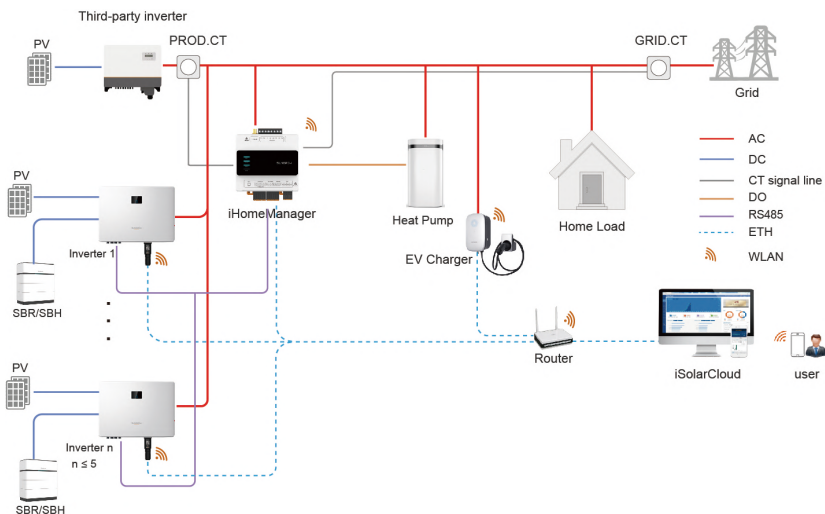 Third-party inverter
PV
PROD.CT
GRID.CT
Grid
AC
DC
CT signal line
DO
RS485
ETH
WLAN
iHomeManager
Heat Pump
Home Load
EV Charger
PV
Inverter 1
SBR/SBH
Router
iSolarCloud
user
PV
Inverter n
n ≤ 5
SBR/SBH